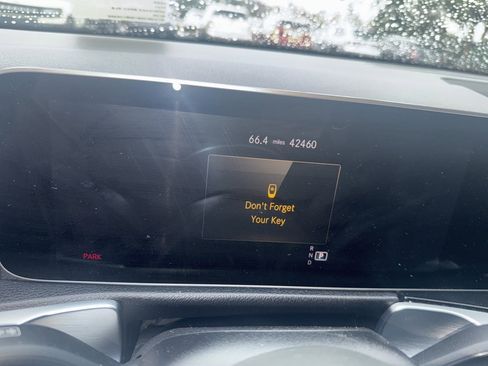 66.4 miles 42460
Don't Forget
Your Key
R
N
D P
PARK